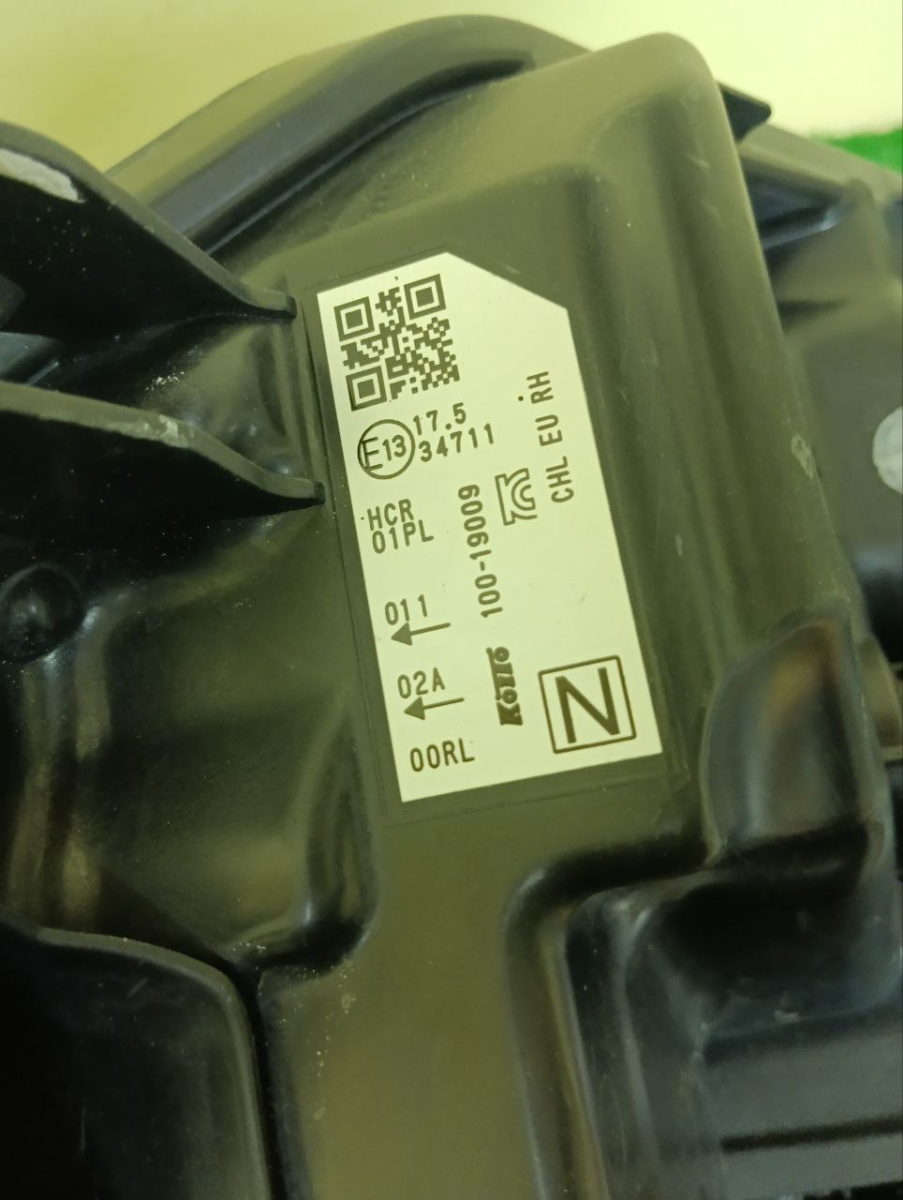 E13
17.5
34711
HCR
01PL
011
02A
00RL
Koito
100-19009
CHL EU RH
N